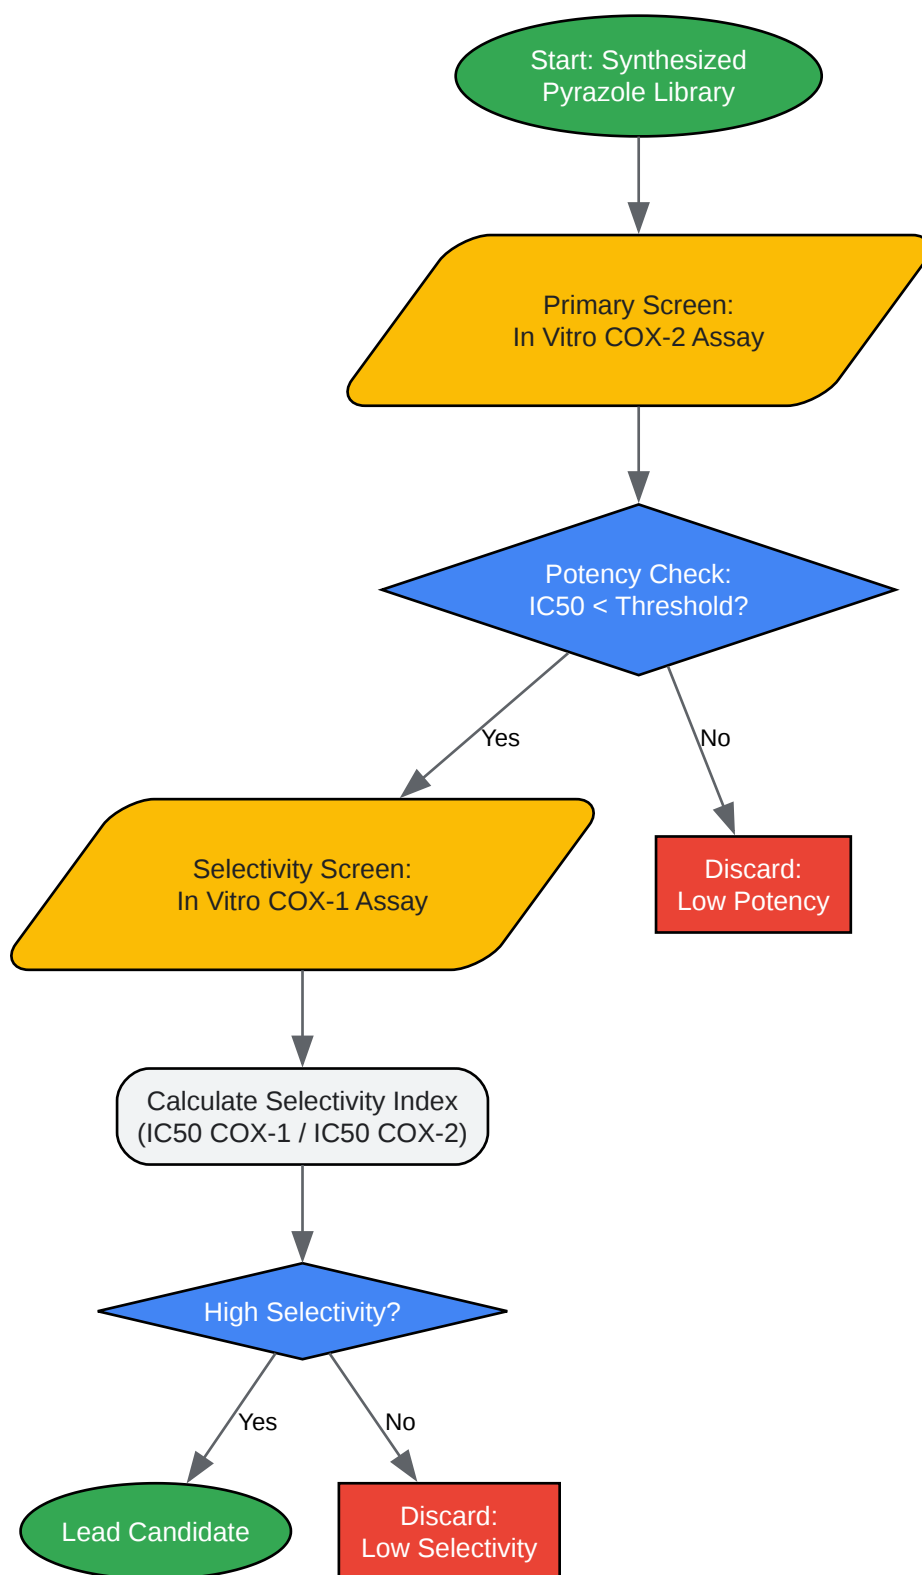 Start: Synthesized
Pyrazole Library
Primary Screen:
In Vitro COX-2 Assay
Potency Check:
IC50 < Threshold?
Yes
No
Selectivity Screen:
In Vitro COX-1 Assay
Discard:
Low Potency
Calculate Selectivity Index
(IC50 COX-1 / IC50 COX-2)
High Selectivity?
Yes
No
Lead Candidate
Discard:
Low Selectivity